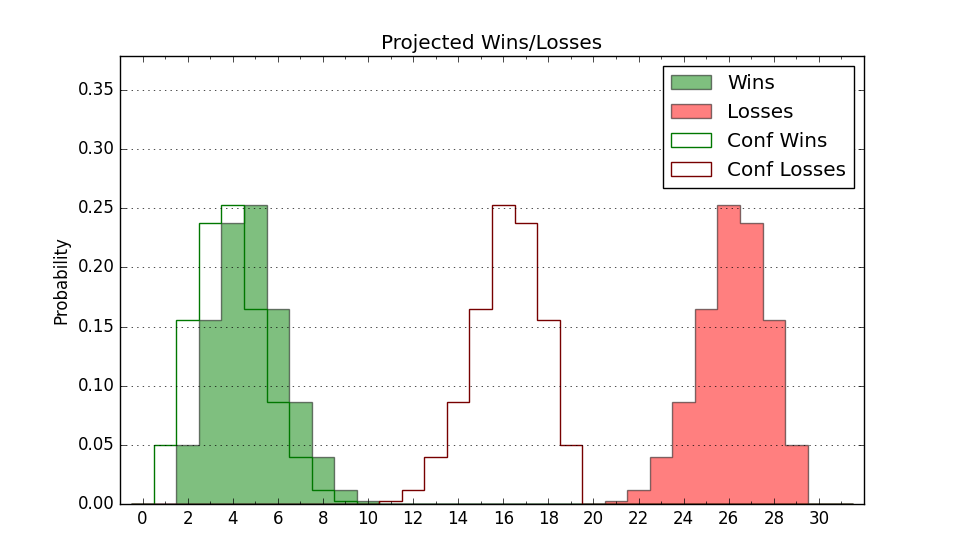 Projected Wins/Losses
Wins
Losses
Conf Wins
Conf Losses
Probability
0.35
0.30
0.25
0.20
0.15
0.10
0.05
0.00
0 2 4 6 8 10 12 14 16 18 20 22 24 26 28 30